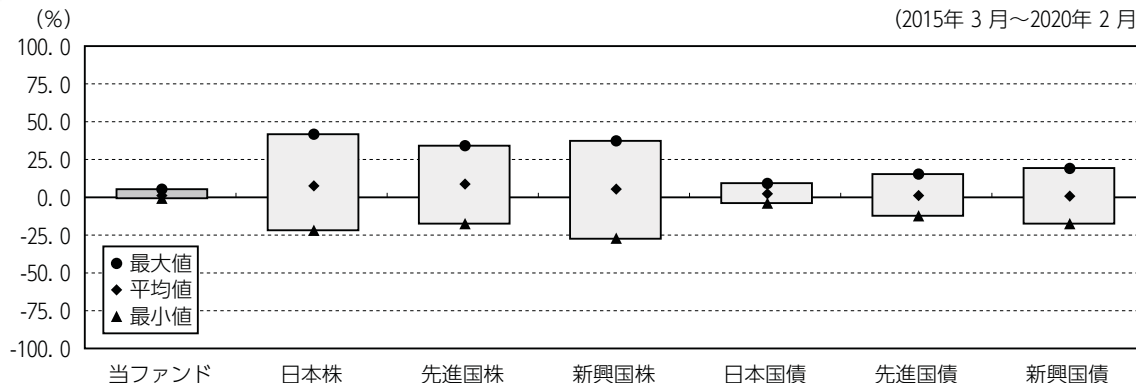 (%)
(2015年 3 月～2020年 2 月
100. 0
75. 0
50. 0
25. 0
0. 0
-25. 0
-50. 0
-75. 0
-100. 0
● 最大値
◆ 平均値
▲ 最小値
当ファンド 日本株 先進国株 新興国株 日本国債 先進国債 新興国債